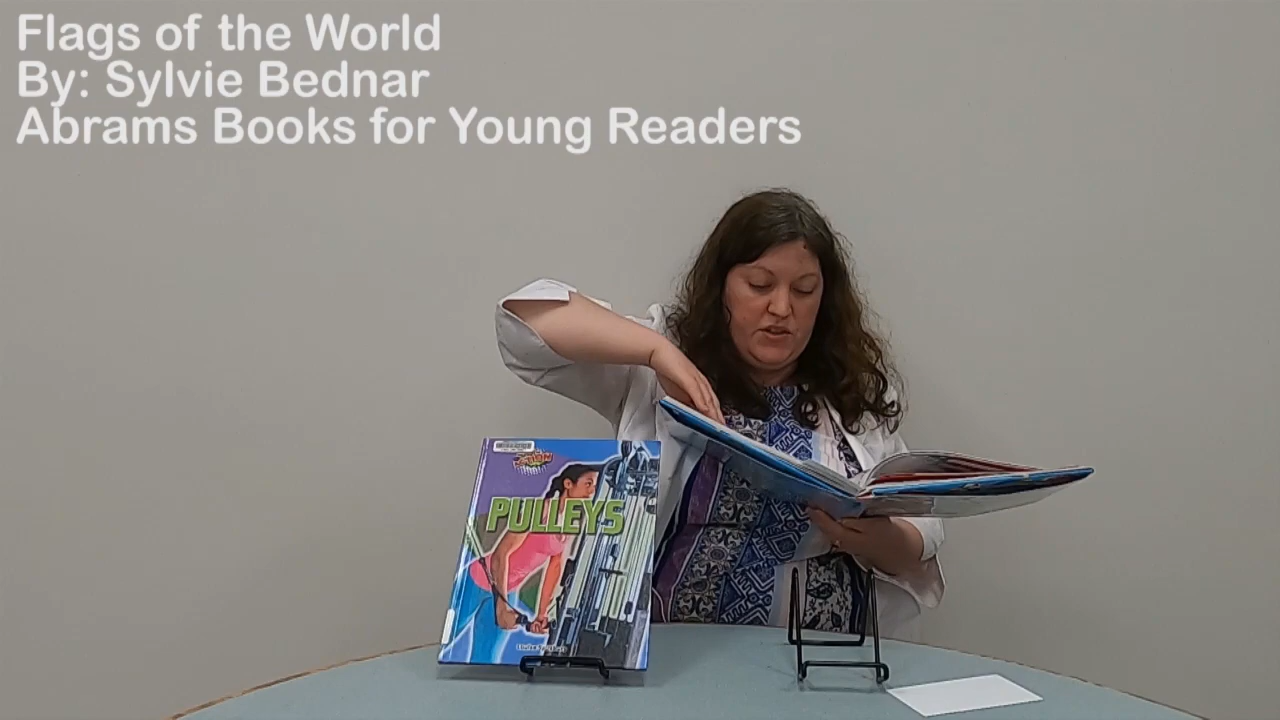 Flags of the World
By: Sylvie Bednar
Abrams Books for Young Readers
PULLEYS